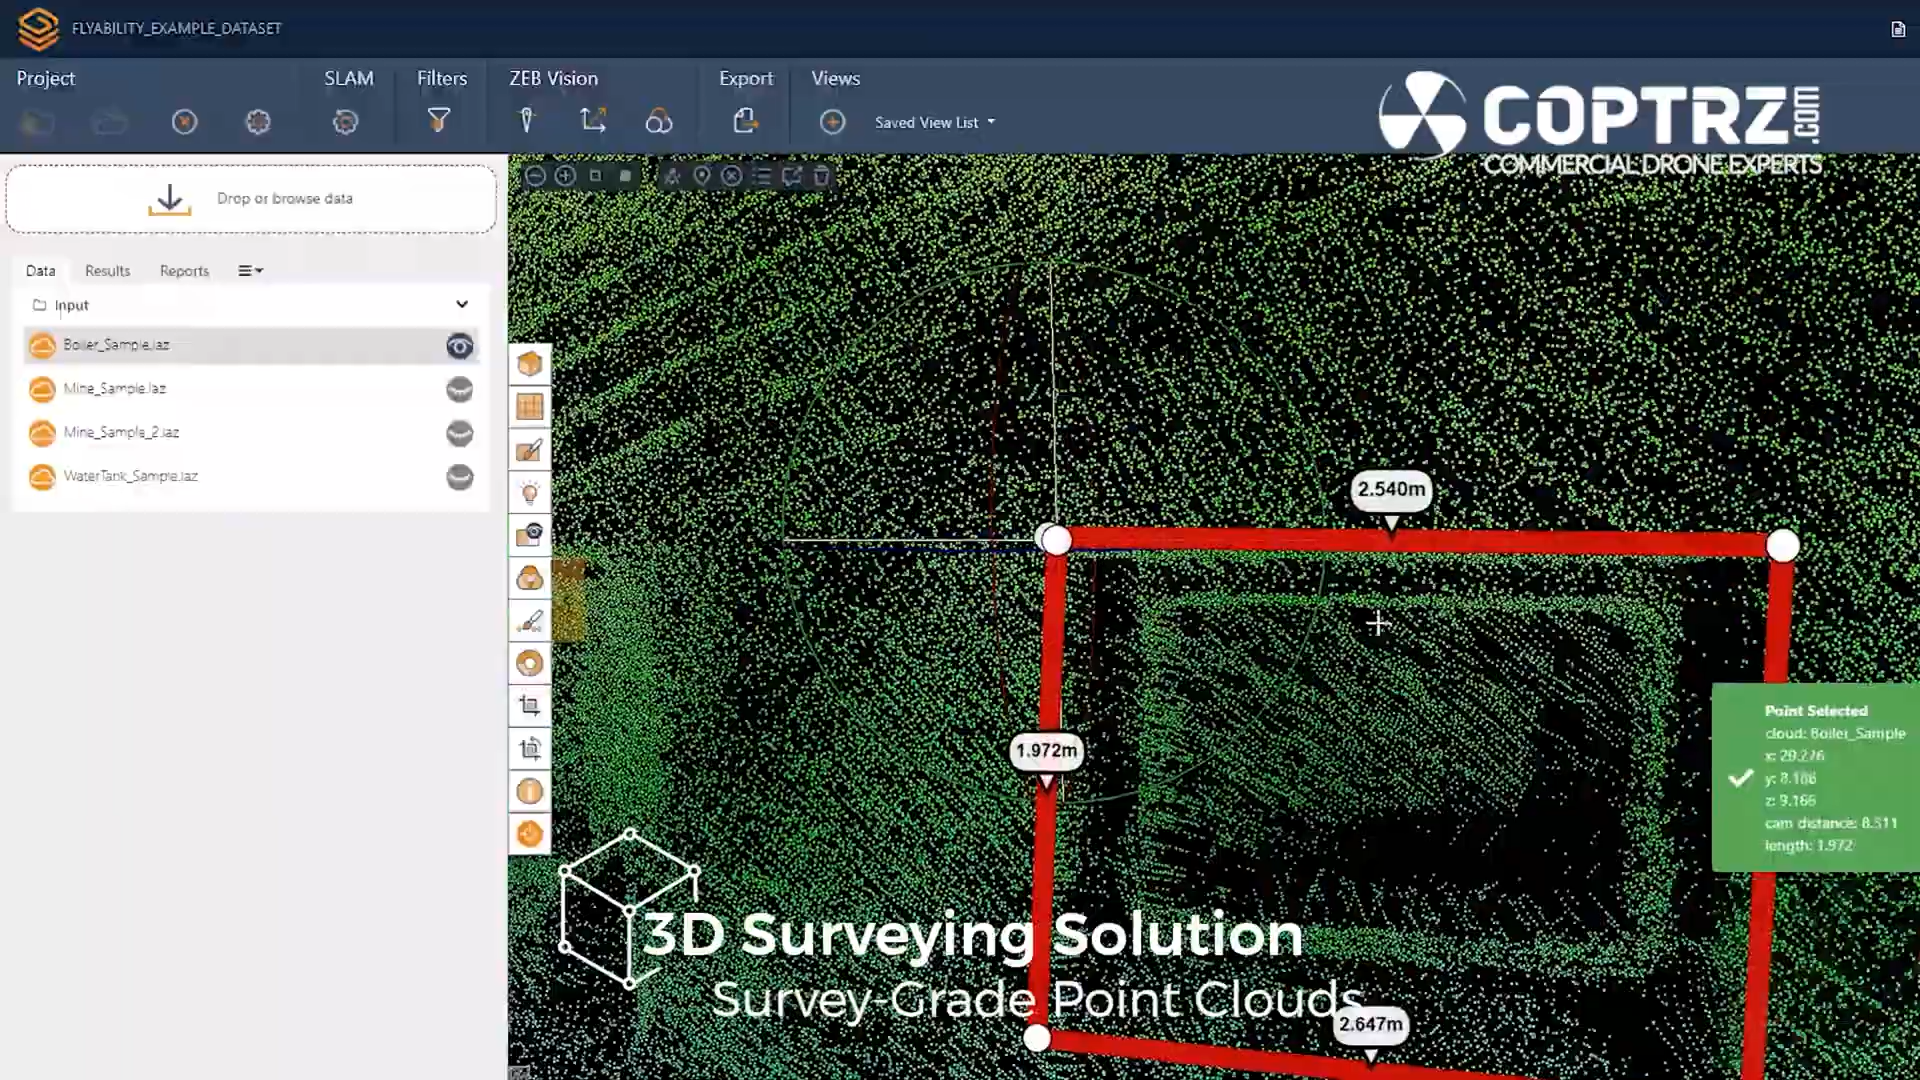 FLYABILITY_EXAMPLE_DATASET
Project
SLAM
Filters
ZEB Vision
Export
Views
Saved View List
COPTRZ.com
COMMERCIAL DRONE EXPERTS
Drop or browse data
Data
Results
Reports
Input
Boiler_Sample.laz
Mine_Sample.laz
Mine_Sample_2.laz
WaterTank_Sample.laz
2.540m
1.972m
Point Selected
cloud: Boiler_Sample
x: 29.276
y: 8.186
z: 9.166
cam distance: 8.311
length: 1.972
3D Surveying Solution
Survey-Grade Point Clouds
2.647m